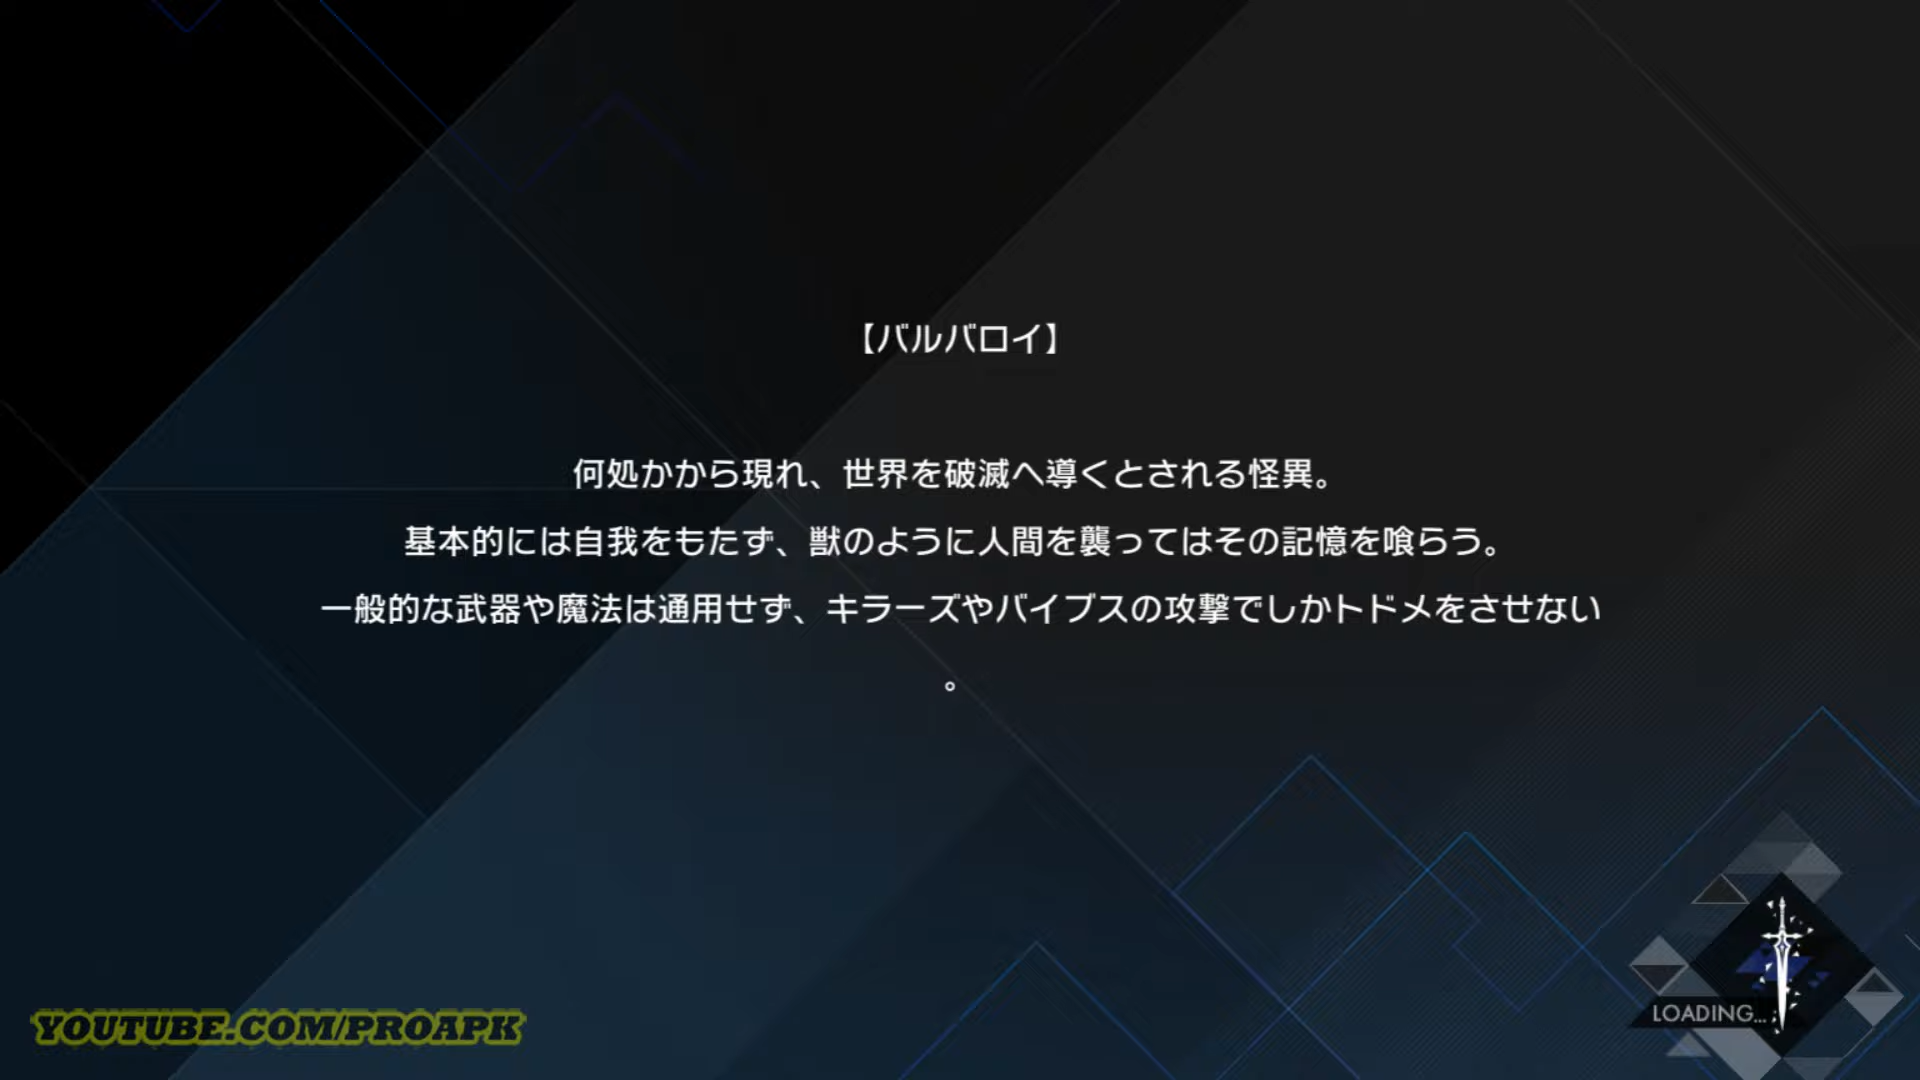 【バルバロイ】
何処かから現れ、世界を破滅へ導くとされる怪異。
基本的には自我をもたず、獣のように人間を襲ってはその記憶を喰らう。
一般的な武器や魔法は通用せず、キラーズやバイブスの攻撃でしかトドメをさせない
。
LOADING...
YOUTUBE.COM/PROAPK